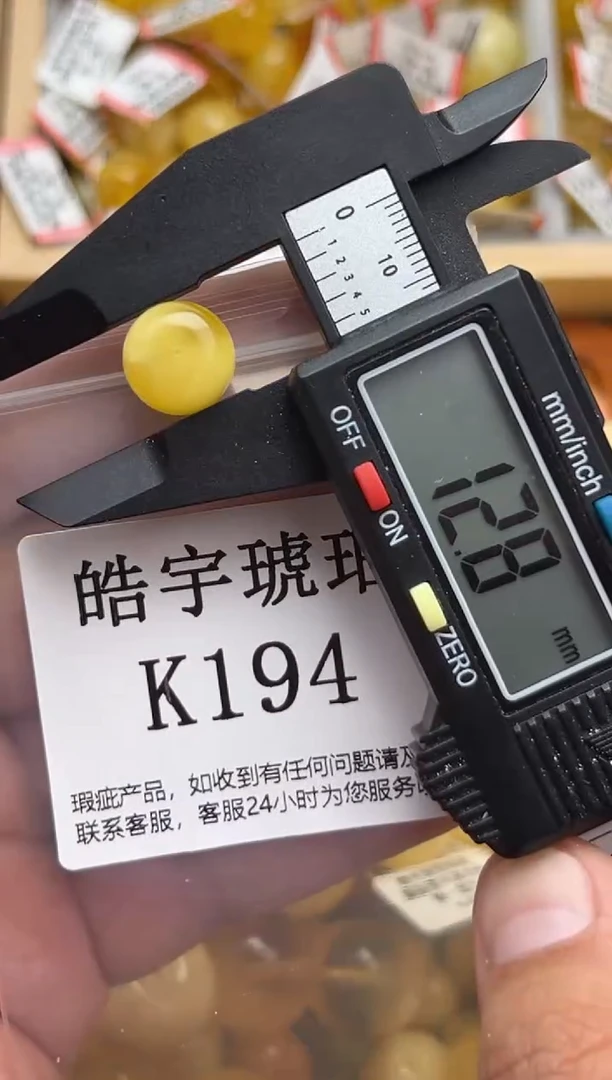 0
10
1
2
3
4
5
OFF
ON
ZERO
mm/inch
12.8
mm
皓宇琥珀
K194
瑕疵产品，如收到有任何问题请及
联系客服，客服24小时为您服务